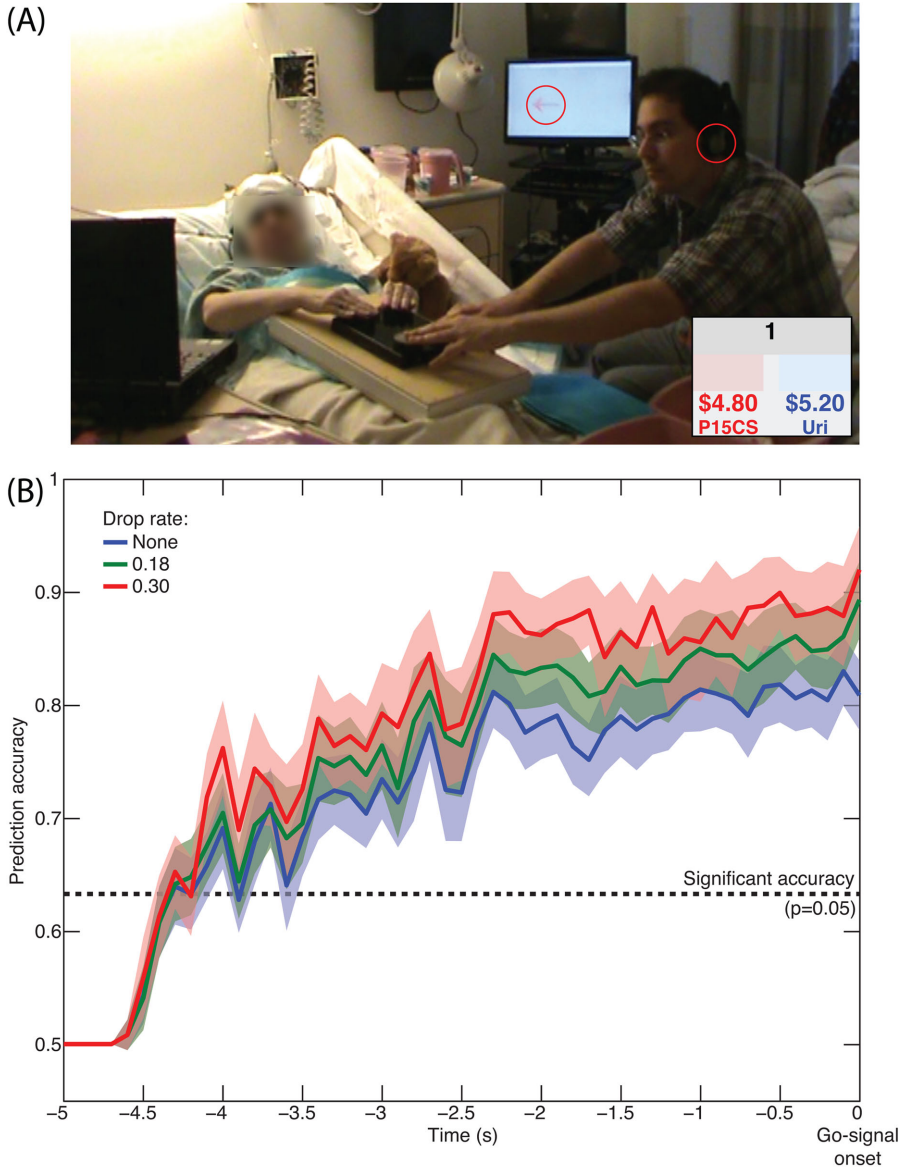 (A)
1
$4.80 $5.20
P15CS Uri
(B)
1
0.9
0.8
0.7
0.6
0.5
Prediction accuracy
Drop rate:
None
0.18
0.30
Significant accuracy
(p=0.05)
−5 −4.5 −4 −3.5 −3 −2.5 −2 −1.5 −1 −0.5 0
Time (s)
Go-signal
onset